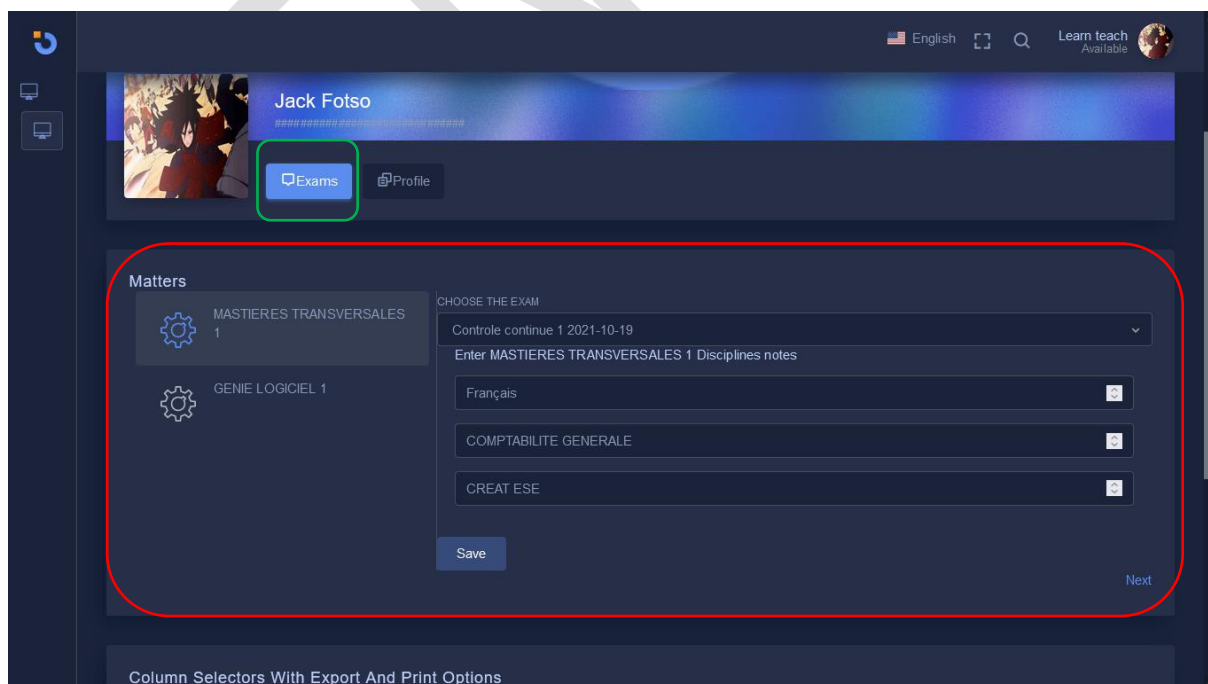 English
Learn teach
Available
Jack Fotso
####################################
Exams
Profile
Matters
MASTIERES TRANSVERSALES
1
GENIE LOGICIEL 1
CHOOSE THE EXAM
Controle continue 1 2021-10-19
Enter MASTIERES TRANSVERSALES 1 Disciplines notes
Français
COMPTABILITE GENERALE
CREAT ESE
Save
Next
Column Selectors With Export And Print Options